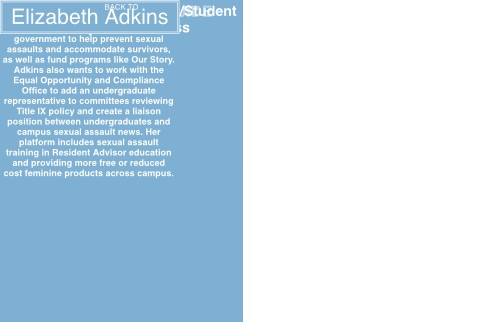 BACK TO
Elizabeth Adkins
/Student
ss
government to help prevent sexual
assaults and accommodate survivors,
as well as fund programs like Our Story.
Adkins also wants to work with the
Equal Opportunity and Compliance
Office to add an undergraduate
representative to committees reviewing
Title IX policy and create a liaison
position between undergraduates and
campus sexual assault news. Her
platform includes sexual assault
training in Resident Advisor education
and providing more free or reduced
cost feminine products across campus.